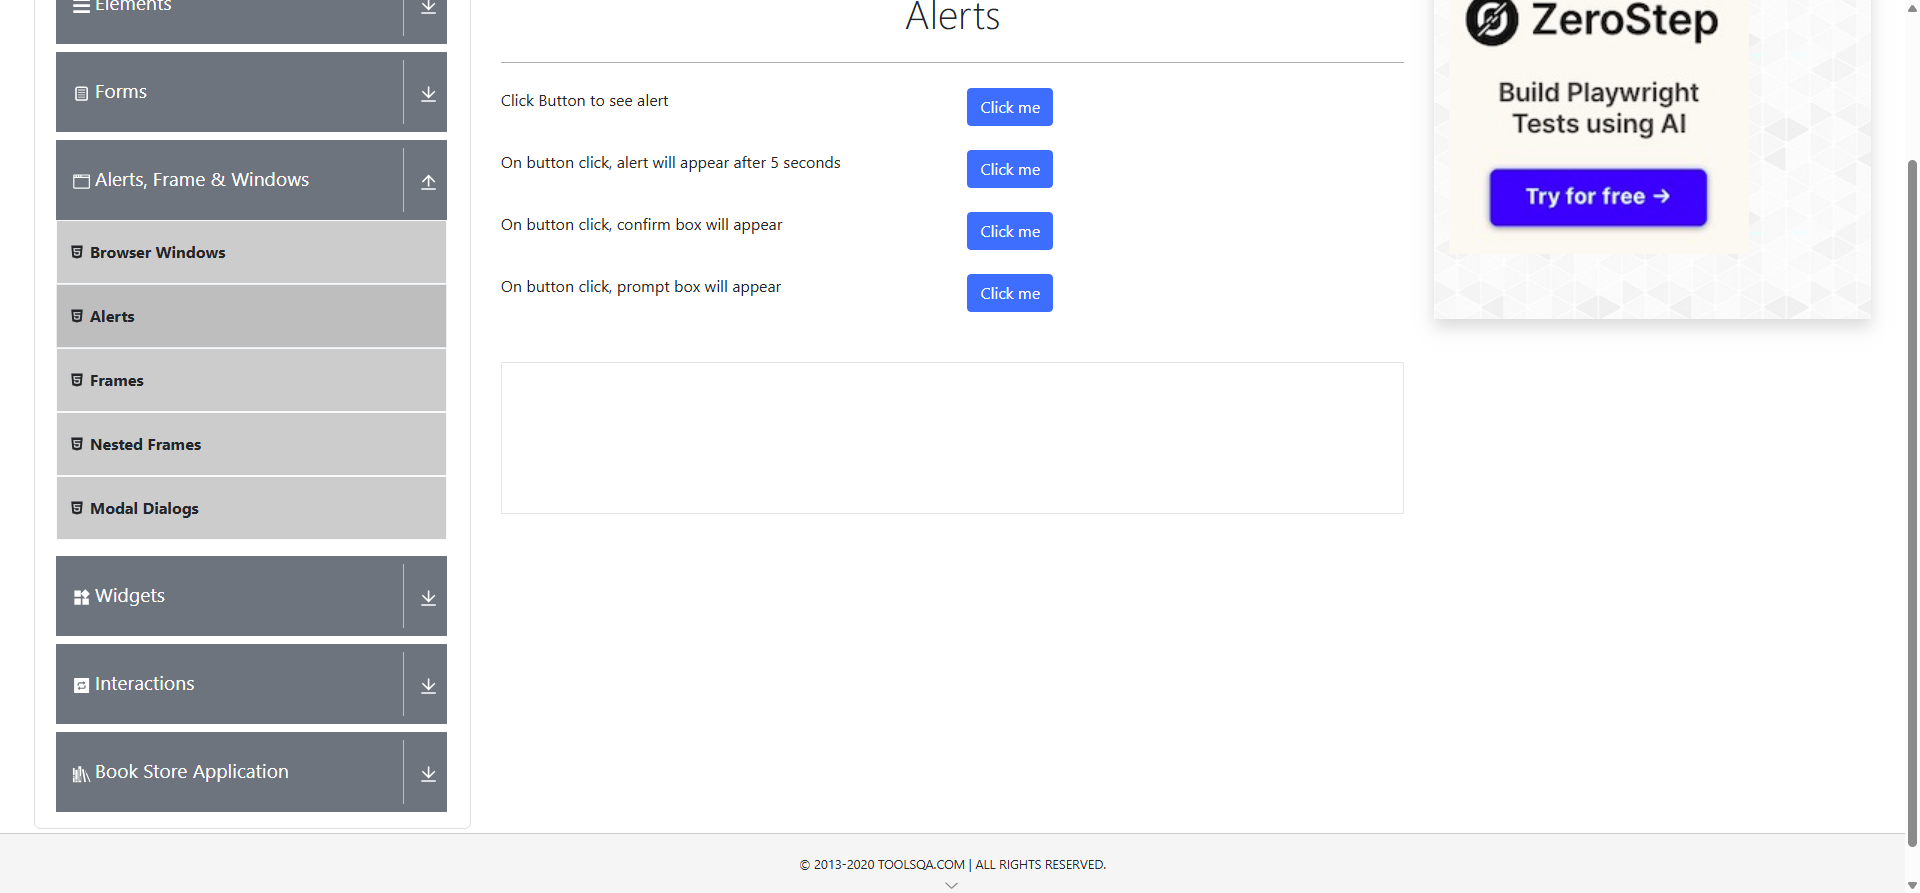 Elements
Forms
Alerts, Frame & Windows
Browser Windows
Alerts
Frames
Nested Frames
Modal Dialogs
Widgets
Interactions
Book Store Application
Alerts
Click Button to see alert
Click me
On button click, alert will appear after 5 seconds
Click me
On button click, confirm box will appear
Click me
On button click, prompt box will appear
Click me
ZeroStep
Build Playwright
Tests using AI
Try for free →
© 2013-2020 TOOLSQA.COM | ALL RIGHTS RESERVED.